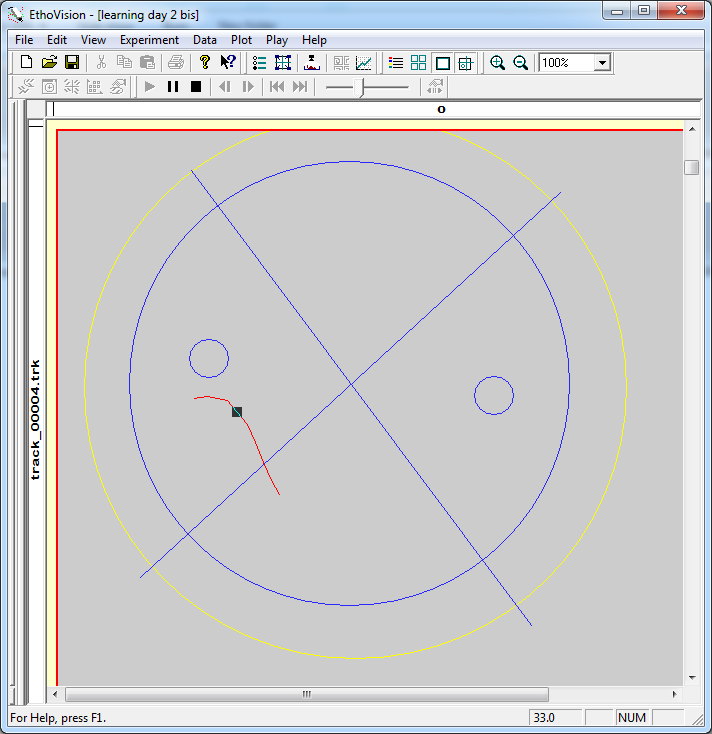 EthoVision - [learning day 2 bis]
File Edit View Experiment Data Plot Play Help
100%
o
track_00004.trk
For Help, press F1.
33.0
NUM